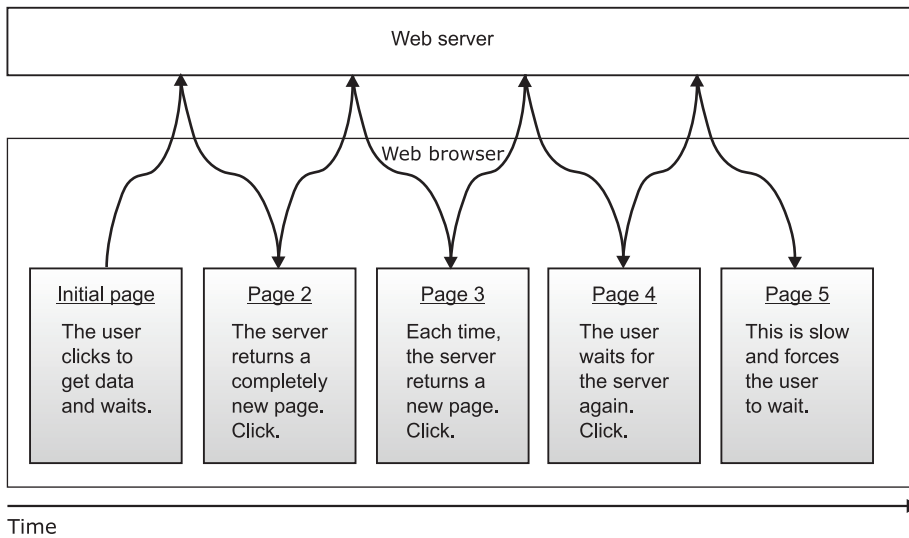 Web server
Web browser
Initial page
The user
clicks to
get data
and waits.
Page 2
The server
returns a
completely
new page.
Click.
Page 3
Each time,
the server
returns a
new page.
Click.
Page 4
The user
waits for
the server
again.
Click.
Page 5
This is slow
and forces
the user
to wait.
Time